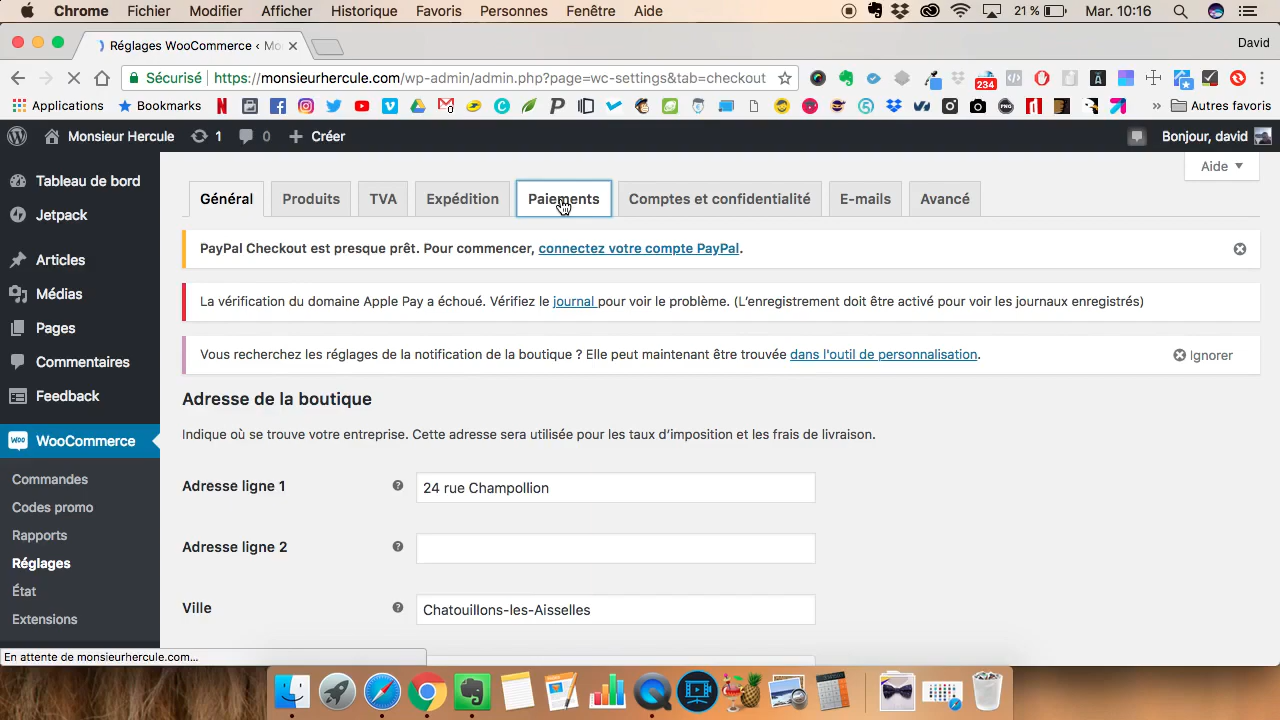 Chrome Fichier Modifier Afficher Historique Favoris Personnes Fenêtre Aide 21 % Mar. 10:16
Réglages WooCommerce ‹ Mo David
Sécurisé https://monsieurhercule.com/wp-admin/admin.php?page=wc-settings&tab=checkout 234
Applications Bookmarks » Autres favoris
Monsieur Hercule 1 0 Créer Bonjour, david
Aide
Tableau de bord
Jetpack
Articles
Médias
Pages
Commentaires
Feedback
WooCommerce
Commandes
Codes promo
Rapports
Réglages
État
Extensions
Général Produits TVA Expédition Paiements Comptes et confidentialité E-mails Avancé
PayPal Checkout est presque prêt. Pour commencer, connectez votre compte PayPal.
La vérification du domaine Apple Pay a échoué. Vérifiez le journal pour voir le problème. (L’enregistrement doit être activé pour voir les journaux enregistrés)
Vous recherchez les réglages de la notification de la boutique ? Elle peut maintenant être trouvée dans l'outil de personnalisation. Ignorer
Adresse de la boutique
Indique où se trouve votre entreprise. Cette adresse sera utilisée pour les taux d’imposition et les frais de livraison.
Adresse ligne 1 24 rue Champollion
Adresse ligne 2
Ville Chatouillons-les-Aisselles
En attente de monsieurhercule.com...